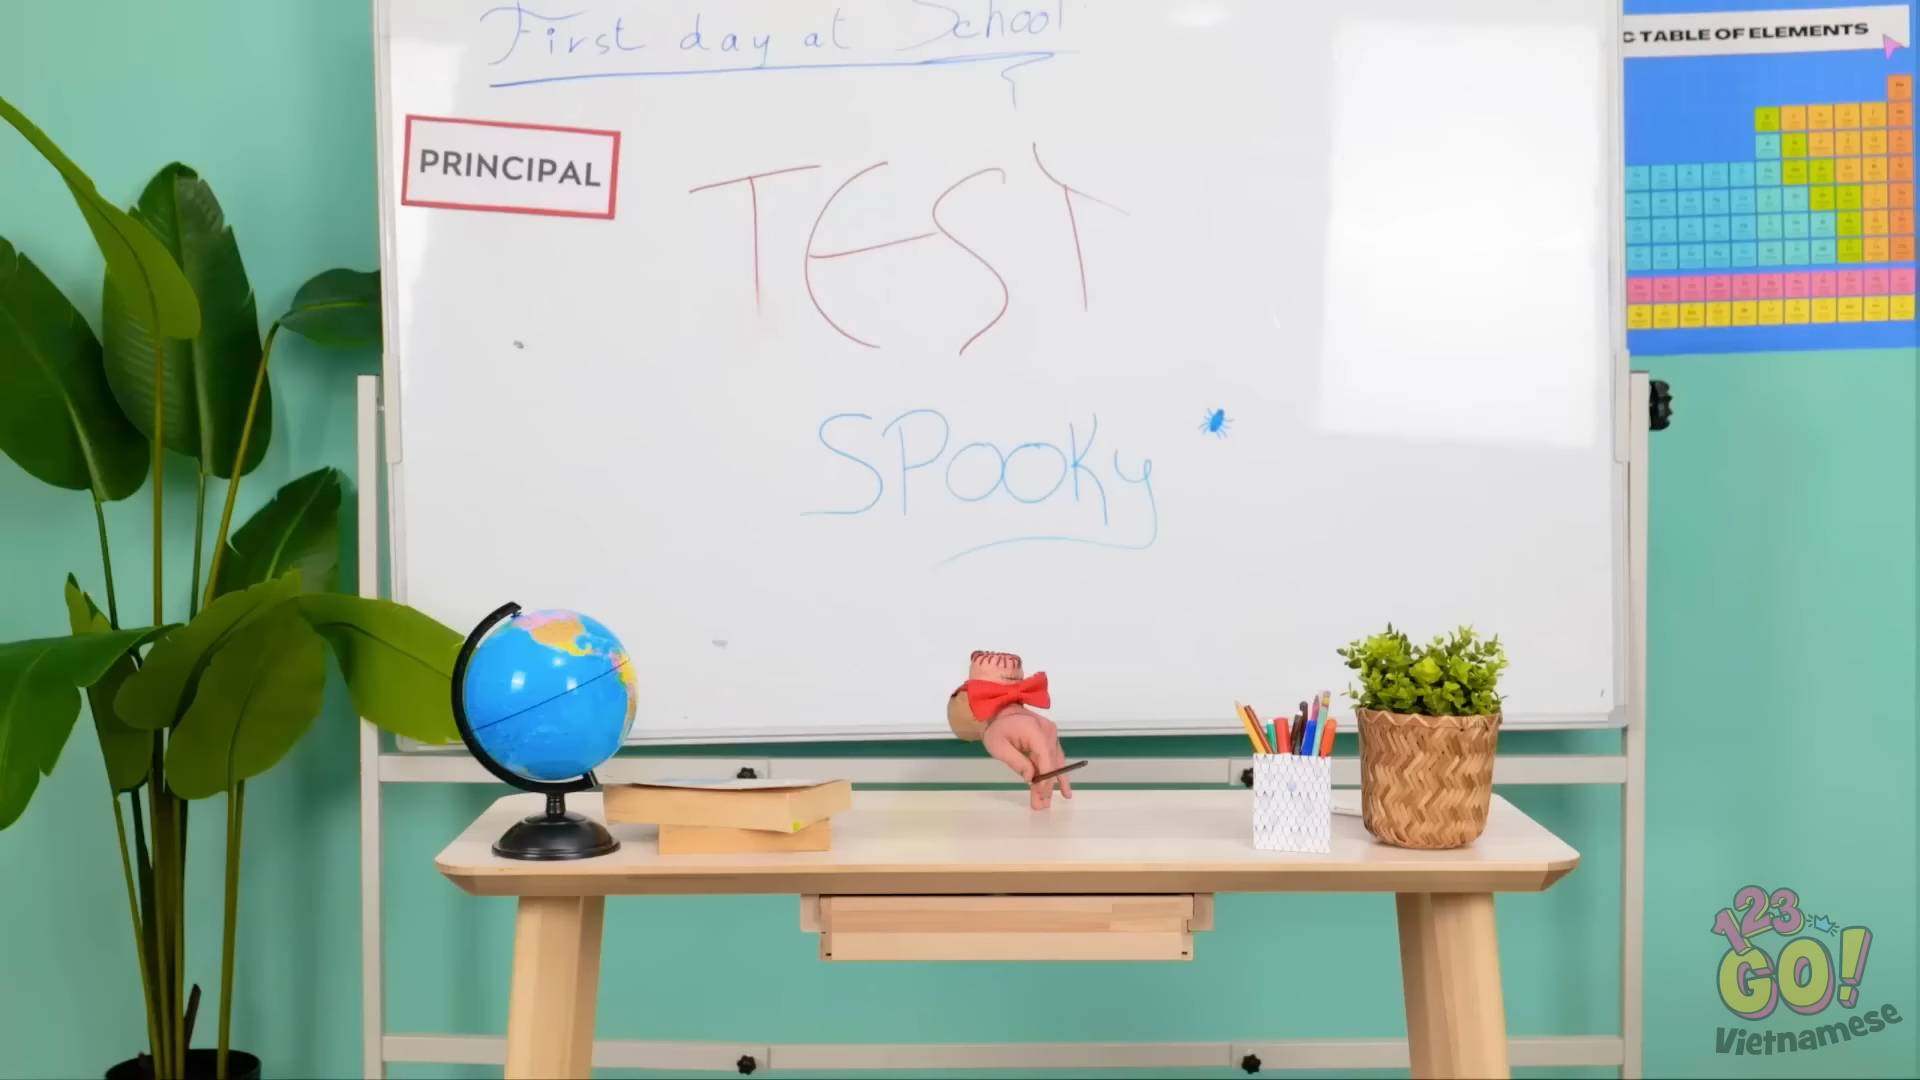 First day at School
C TABLE OF ELEMENTS
PRINCIPAL
TEST
SPOOKY
123
GO!
Vietnamese